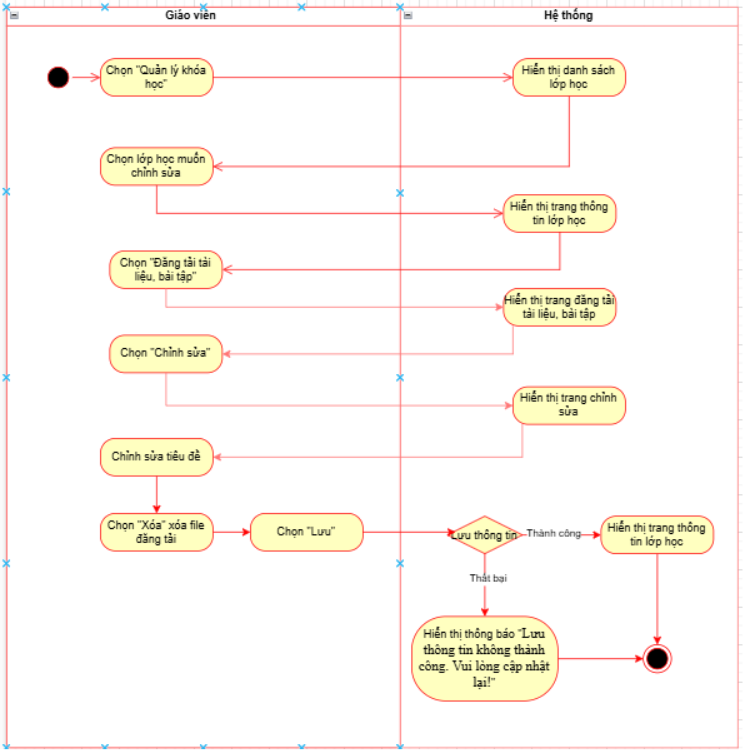 Giáo viên
Hệ thống
Chọn "Quản lý khóa
học"
Hiển thị danh sách
lớp học
Chọn lớp học muốn
chỉnh sửa
Hiển thị trang thông
tin lớp học
Chọn "Đăng tải tài
liệu, bài tập"
Hiển thị trang đăng tải
tài liệu, bài tập
Chọn "Chỉnh sửa"
Hiển thị trang chỉnh
sửa
Chỉnh sửa tiêu đề
Chọn "Xóa" xóa file
đăng tải
Chọn "Lưu"
Lưu thông tin
Thành công
Hiển thị trang thông
tin lớp học
Thất bại
Hiển thị thông báo "Lưu
thông tin không thành
công. Vui lòng cập nhật
lại!"